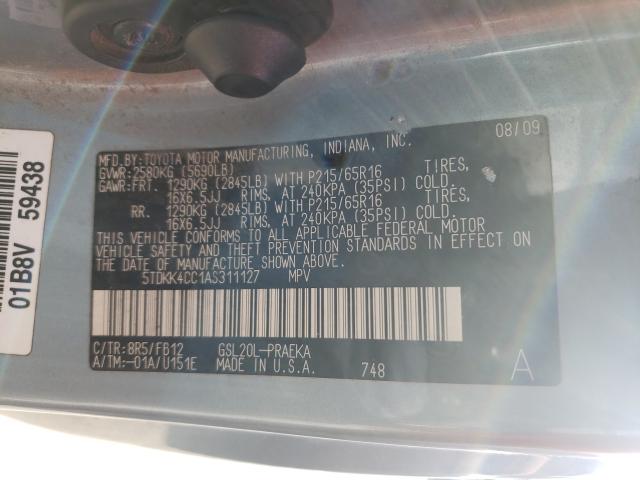 MFD.BY:TOYOTA MOTOR MANUFACTURING, INDIANA, INC. 08/09
GVWR:2580KG (5690LB)
GAWR:FRT. 1290KG (2845LB) WITH P215/65R16 TIRES,
16X6.5JJ RIMS, AT 240KPA (35PSI) COLD.
RR. 1290KG (2845LB) WITH P215/65R16 TIRES,
16X6.5JJ RIMS, AT 240KPA (35PSI) COLD.
THIS VEHICLE CONFORMS TO ALL APPLICABLE FEDERAL MOTOR
VEHICLE SAFETY AND THEFT PREVENTION STANDARDS IN EFFECT ON
THE DATE OF MANUFACTURE SHOWN ABOVE.
5TDKK4CC1AS311127 MPV
C/TR:8R5/FB12 GSL20L-PRAEKA
A/TM:-01A/U151E MADE IN U.S.A. 748 A
01B8V 59438